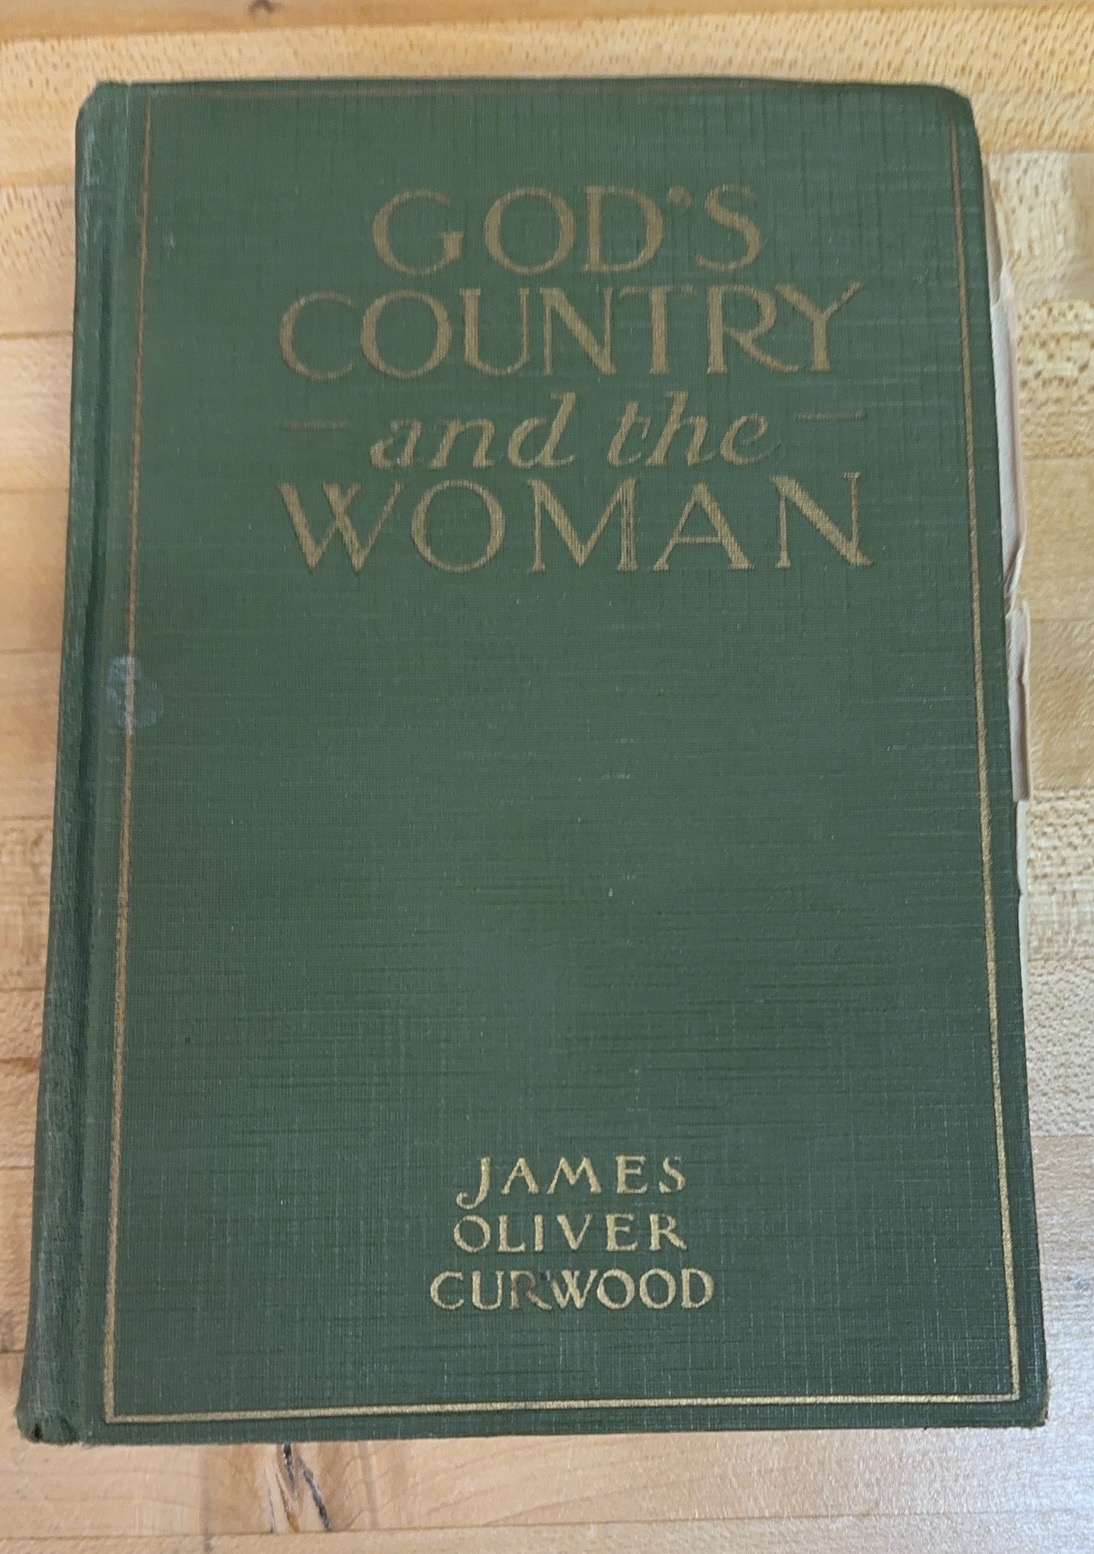 GOD'S
COUNTRY
— and the —
WOMAN
JAMES
OLIVER
CURWOOD